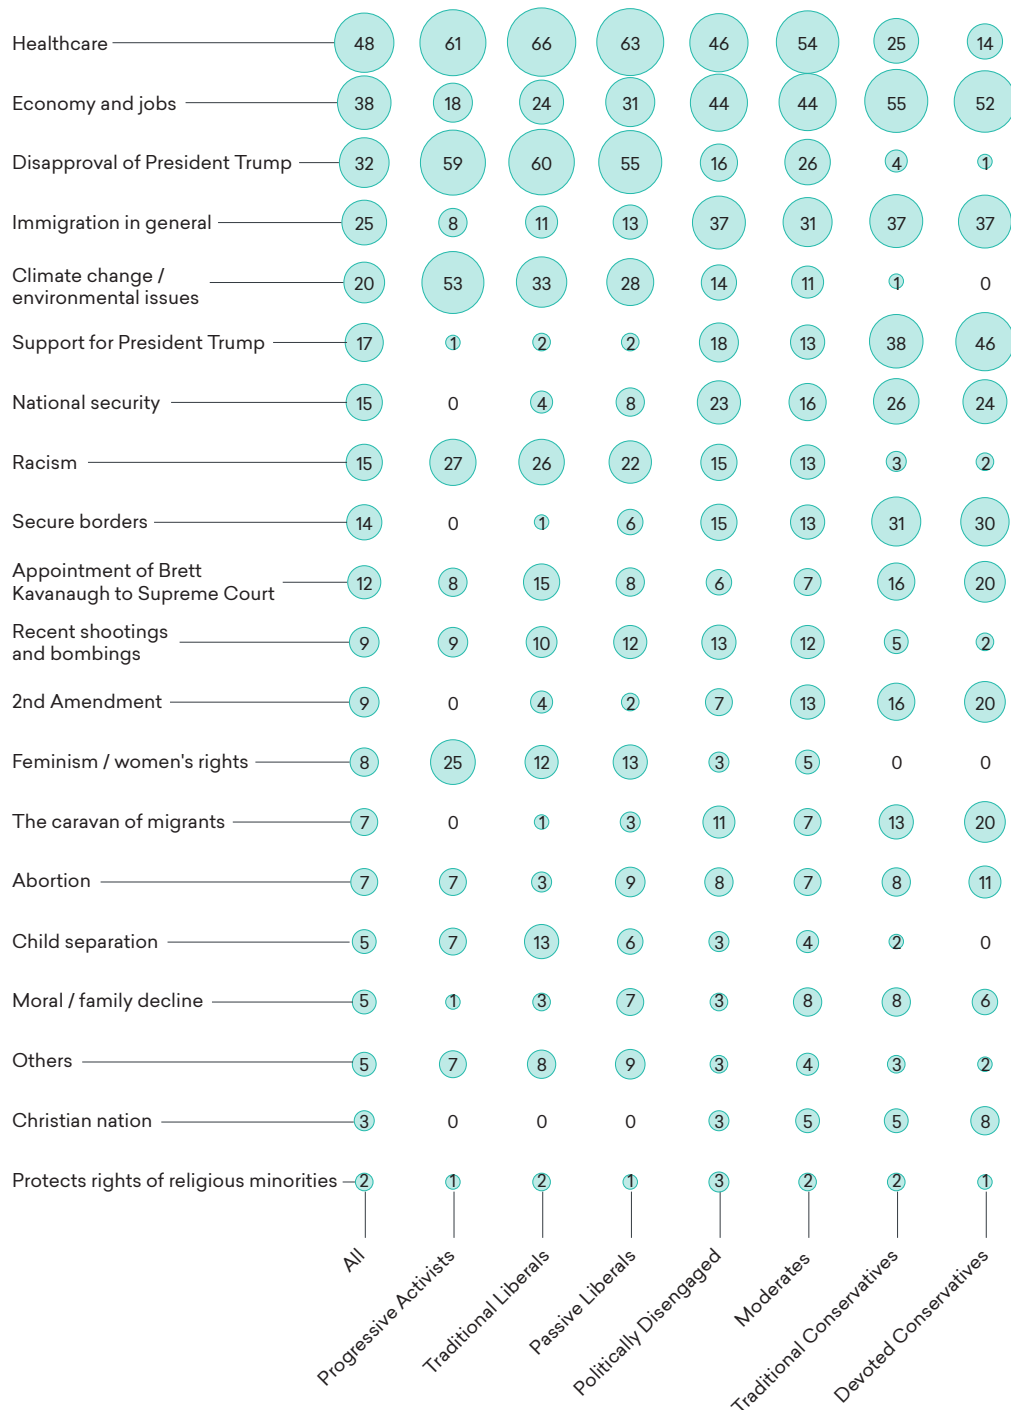 Healthcare 48 61 66 63 46 54 25 14
Economy and jobs 38 18 24 31 44 44 55 52
Disapproval of President Trump 32 59 60 55 16 26 4 1
Immigration in general 25 8 11 13 37 31 37 37
Climate change /
environmental issues 20 53 33 28 14 11 1 0
Support for President Trump 17 1 2 2 18 13 38 46
National security 15 0 4 8 23 16 26 24
Racism 15 27 26 22 15 13 3 2
Secure borders 14 0 1 6 15 13 31 30
Appointment of Brett
Kavanaugh to Supreme Court 12 8 15 8 6 7 16 20
Recent shootings
and bombings 9 9 10 12 13 12 5 2
2nd Amendment 9 0 4 2 7 13 16 20
Feminism / women's rights 8 25 12 13 3 5 0 0
The caravan of migrants 7 0 1 3 11 7 13 20
Abortion 7 7 3 9 8 7 8 11
Child separation 5 7 13 6 3 4 2 0
Moral / family decline 5 1 3 7 3 8 8 6
Others 5 7 8 9 3 4 3 2
Christian nation 3 0 0 0 3 5 5 8
Protects rights of religious minorities 2 1 2 1 3 2 2 1
All
Progressive Activists
Traditional Liberals
Passive Liberals
Politically Disengaged
Moderates
Traditional Conservatives
Devoted Conservatives